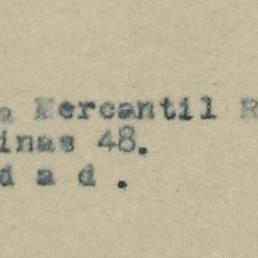 a Mercantil R
inas 48.
d a d .